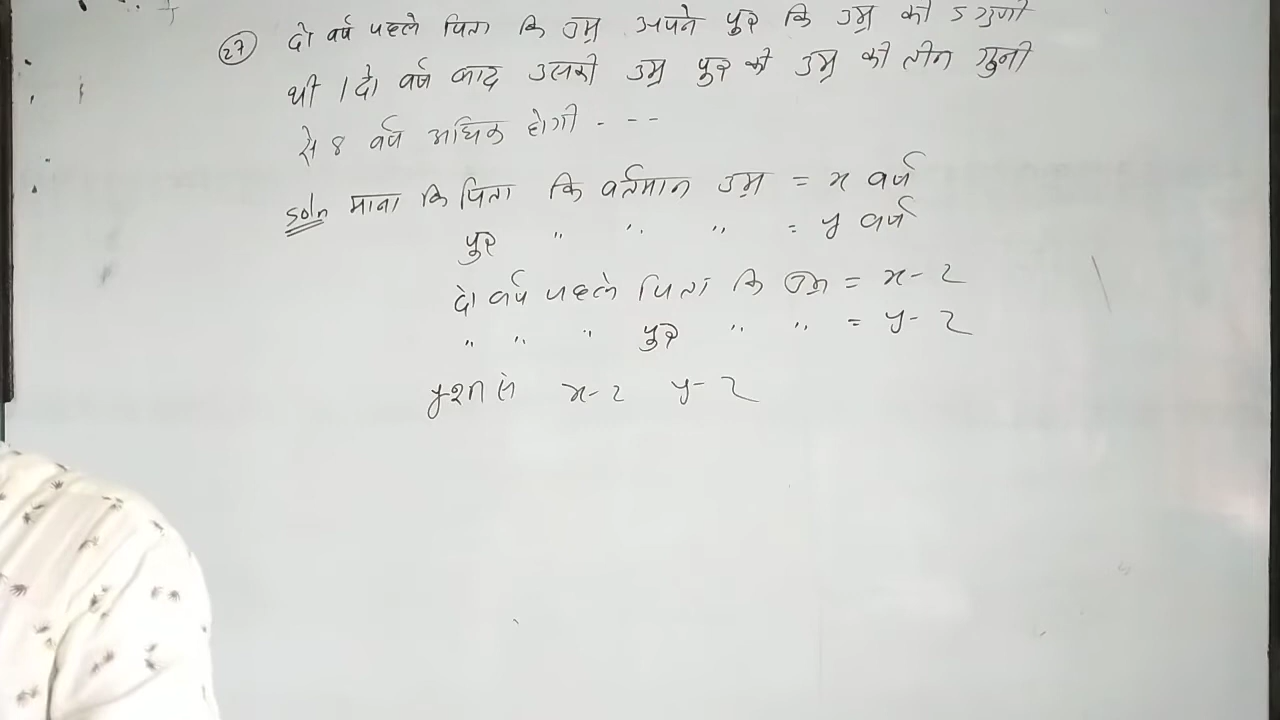 (27) दो वर्ष पहले पिता कि उम्र अपने पुत्र कि उम्र की 5 गुणी
थी । दो वर्ष बाद उसकी उम्र पुत्र की उम्र की तीन गुनी
से 8 वर्ष अधिक होगी - - -
Soln माना कि पिता कि वर्तमान उम्र = x वर्ष
पुत्र " " " = y वर्ष
दो वर्ष पहले पिता कि उम्र = x - 2
" " " पुत्र " " = y - 2
प्रश्न से x - 2 y - 2